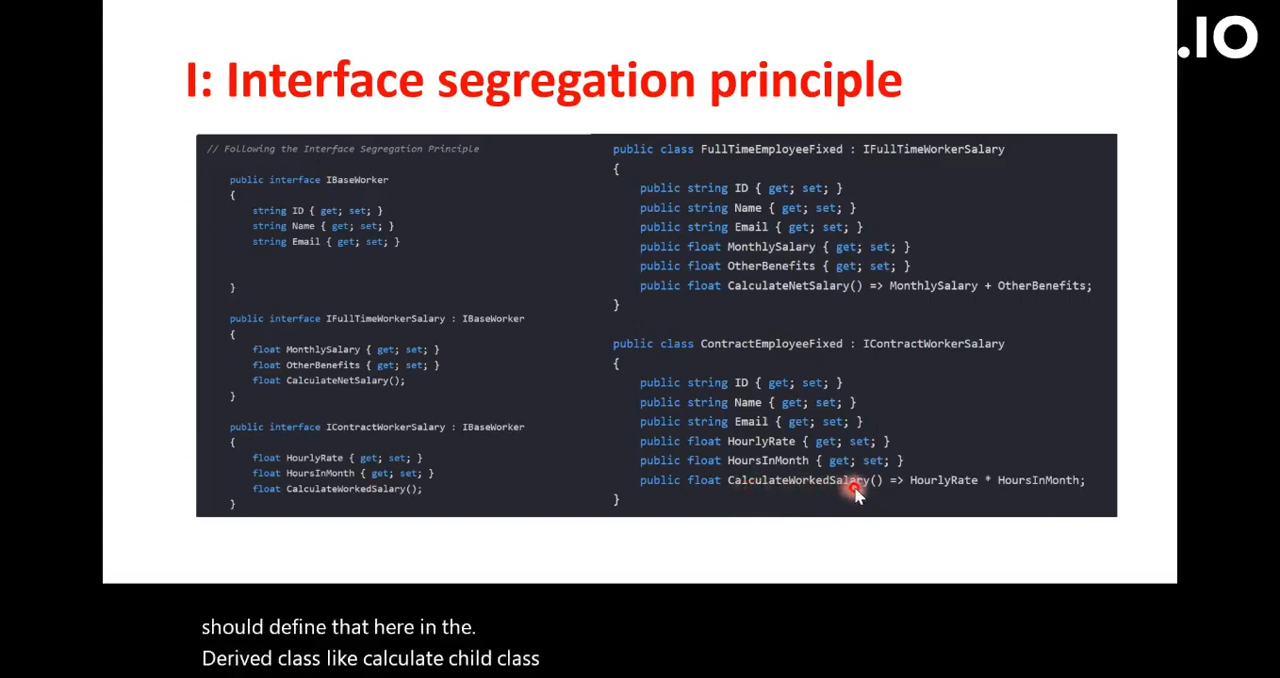 .IO
I: Interface segregation principle
// Following the Interface Segregation Principle
public interface IBaseWorker
{
string ID { get; set; }
string Name { get; set; }
string Email { get; set; }
}
public interface IFullTimeWorkerSalary : IBaseWorker
{
float MonthlySalary { get; set; }
float OtherBenefits { get; set; }
float CalculateNetSalary();
}
public interface IContractWorkerSalary : IBaseWorker
{
float HourlyRate { get; set; }
float HoursInMonth { get; set; }
float CalculateWorkedSalary();
}
public class FullTimeEmployeeFixed : IFullTimeWorkerSalary
{
public string ID { get; set; }
public string Name { get; set; }
public string Email { get; set; }
public float MonthlySalary { get; set; }
public float OtherBenefits { get; set; }
public float CalculateNetSalary() => MonthlySalary + OtherBenefits;
}
public class ContractEmployeeFixed : IContractWorkerSalary
{
public string ID { get; set; }
public string Name { get; set; }
public string Email { get; set; }
public float HourlyRate { get; set; }
public float HoursInMonth { get; set; }
public float CalculateWorkedSalary() => HourlyRate * HoursInMonth;
}
should define that here in the.
Derived class like calculate child class